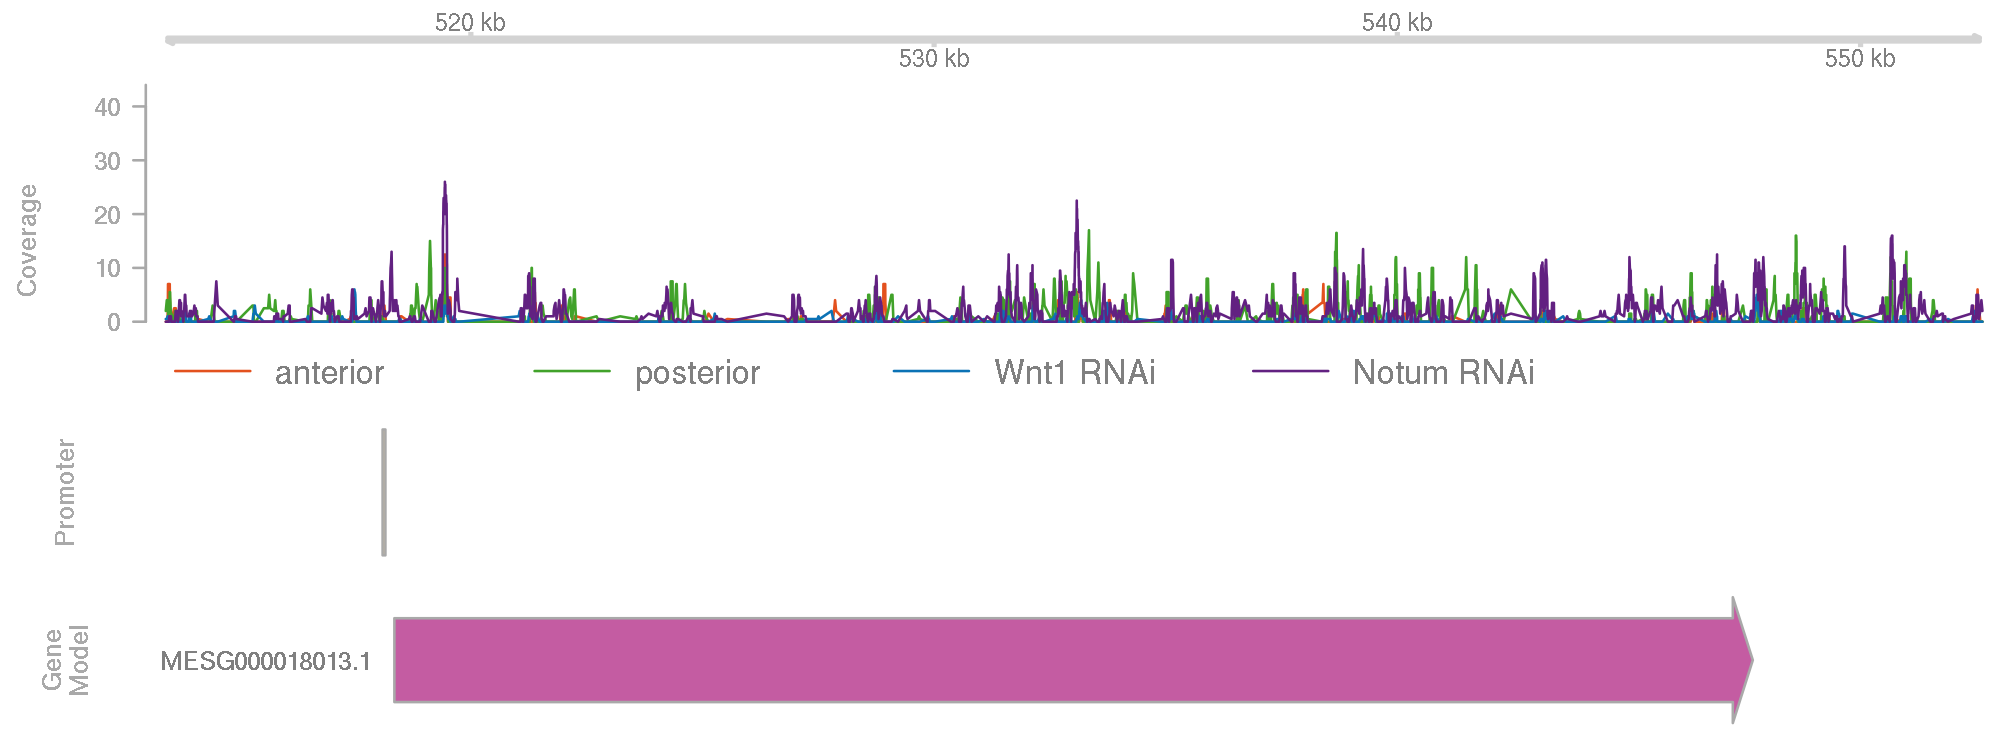 520 kb
540 kb
530 kb
550 kb
Coverage
40
30
20
10
0
anterior
posterior
Wnt1 RNAi
Notum RNAi
Promoter
Gene
Model
MESG000018013.1